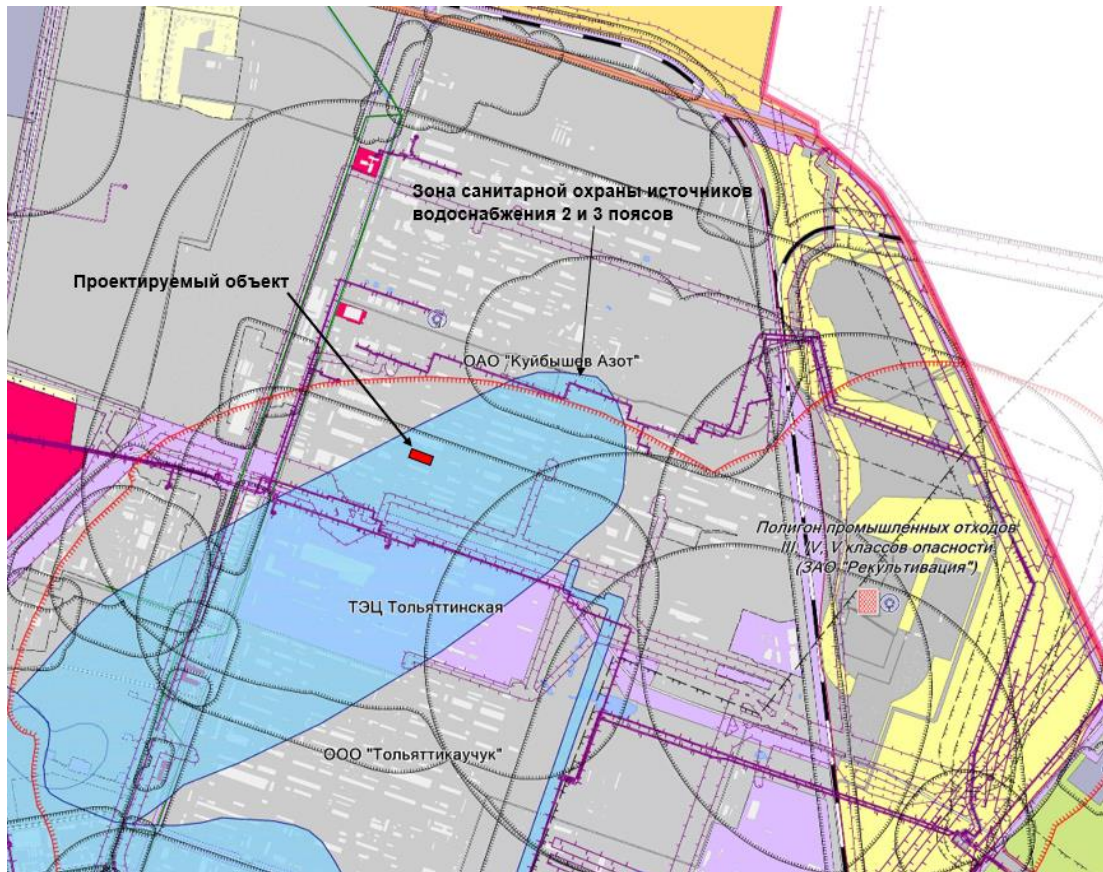 Зона санитарной охраны источников
водоснабжения 2 и 3 поясов
Проектируемый объект
ОАО "Куйбышев Азот"
Полигон промышленных отходов
III, IV, V классов опасности
(ЗАО "Рекультивация")
ТЭЦ Тольяттинская
ООО "Тольяттикаучук"